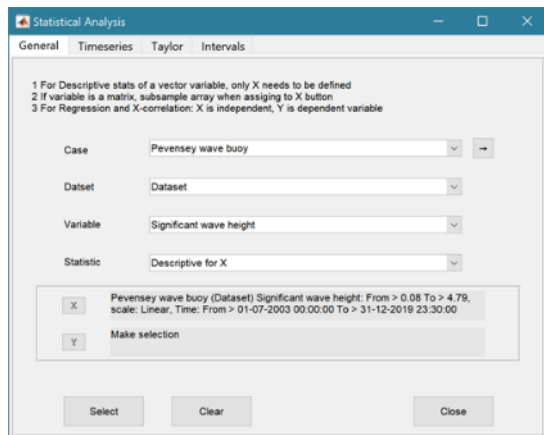 Statistical Analysis
General Timeseries Taylor Intervals
1 For Descriptive stats of a vector variable, only X needs to be defined
2 If variable is a matrix, subsample array when assiging to X button
3 For Regression and X-correlation: X is independent, Y is dependent variable
Case Pevensey wave buoy →
Datset Dataset
Variable Significant wave height
Statistic Descriptive for X
X Pevensey wave buoy (Dataset) Significant wave height: From > 0.08 To > 4.79,
scale: Linear, Time: From > 01-07-2003 00:00:00 To > 31-12-2019 23:30:00
Y Make selection
Select Clear Close